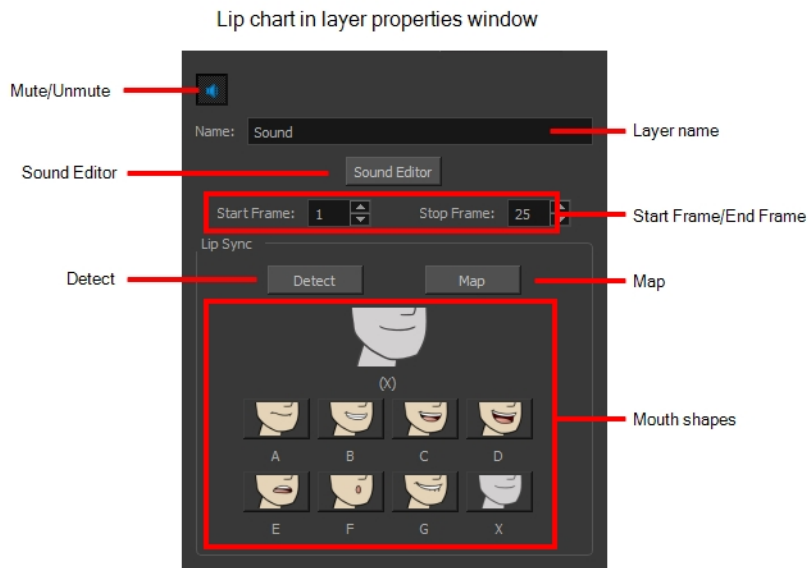 Lip chart in layer properties window
Mute/Unmute
Name: Sound
Layer name
Sound Editor
Sound Editor
Start Frame: 1 Stop Frame: 25
Start Frame/End Frame
Lip Sync
Detect
Detect
Map
Map
(X)
Mouth shapes
A B C D
E F G X